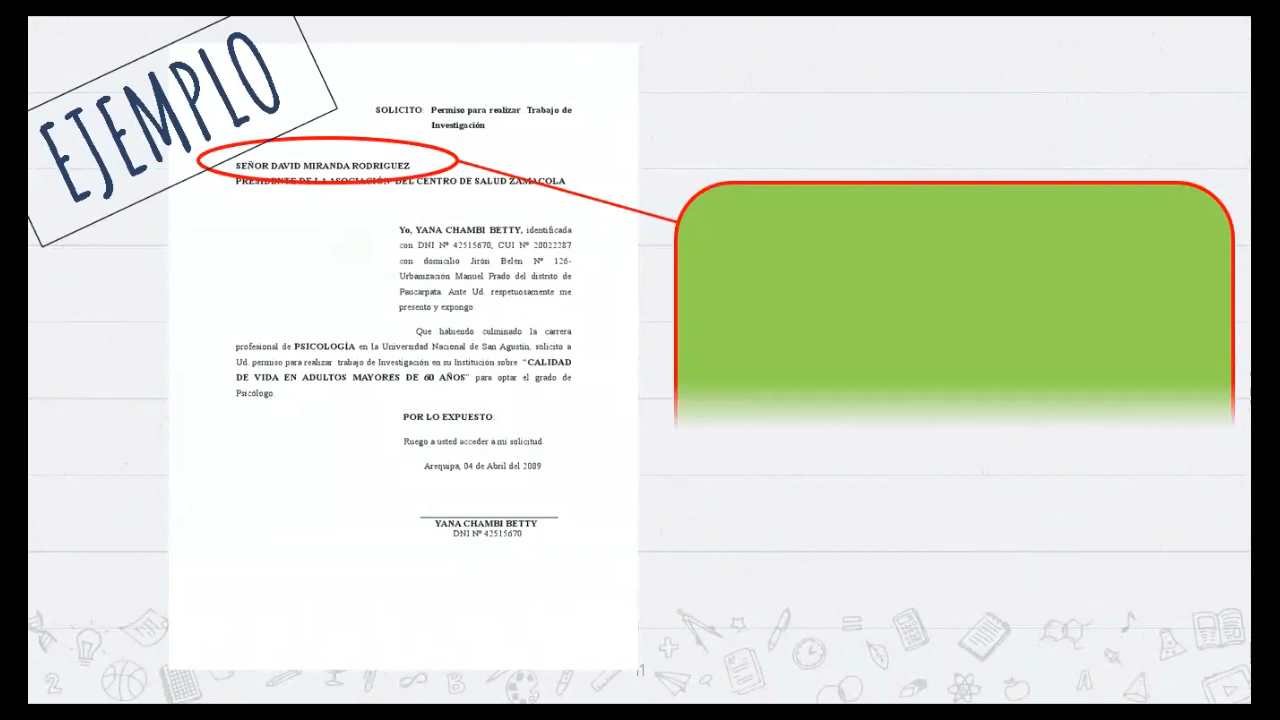 EJEMPLO
SOLICITO: Permiso para realizar Trabajo de
Investigación
SEÑOR DAVID MIRANDA RODRIGUEZ
PRESIDENTE DE LA ASOCIACIÓN DEL CENTRO DE SALUD ZAMACOLA
Yo, YANA CHAMBI BETTY, identificada
con DNI Nº 42515670, CUI Nº 20022287
con domicilio Jirón Belén Nº 126-
Urbanización Manuel Prado del distrito de
Paucarpata. Ante Ud. respetuosamente me
presento y expongo:
Que habiendo culminado la carrera
profesional de PSICOLOGÍA en la Universidad Nacional de San Agustín, solicito a
Ud. permiso para realizar trabajo de Investigación en su Institución sobre "CALIDAD
DE VIDA EN ADULTOS MAYORES DE 60 AÑOS" para optar el grado de
Psicólogo.
POR LO EXPUESTO:
Ruego a usted acceder a mi solicitud.
Arequipa, 04 de Abril del 2009
YANA CHAMBI BETTY
DNI Nº 42515670